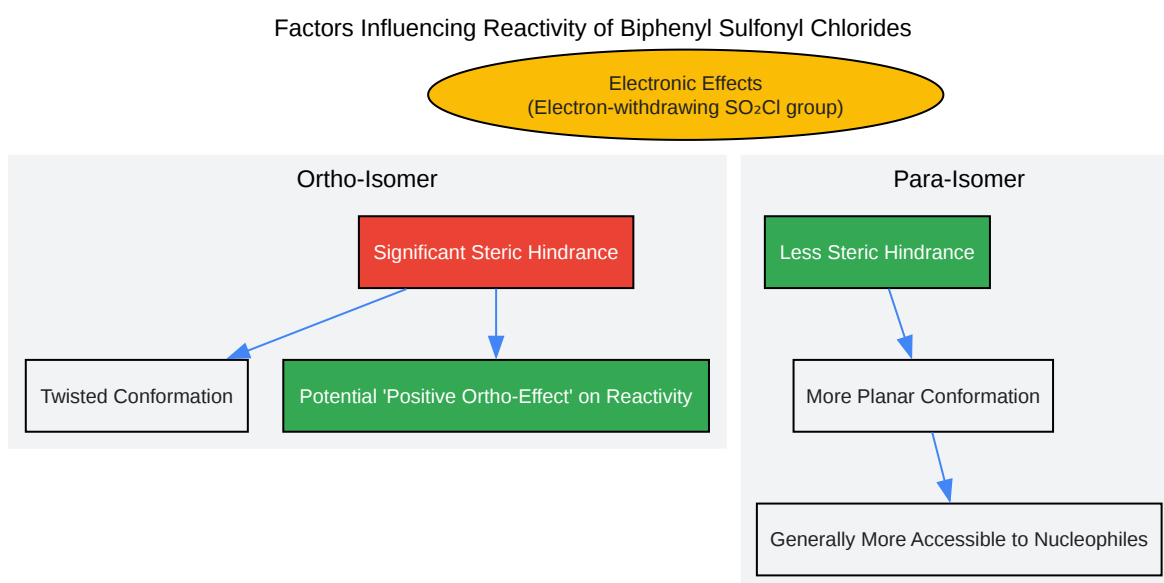 Factors Influencing Reactivity of Biphenyl Sulfonyl Chlorides
Electronic Effects
(Electron-withdrawing SO₂Cl group)
Ortho-Isomer
Significant Steric Hindrance
Twisted Conformation
Potential 'Positive Ortho-Effect' on Reactivity
Para-Isomer
Less Steric Hindrance
More Planar Conformation
Generally More Accessible to Nucleophiles